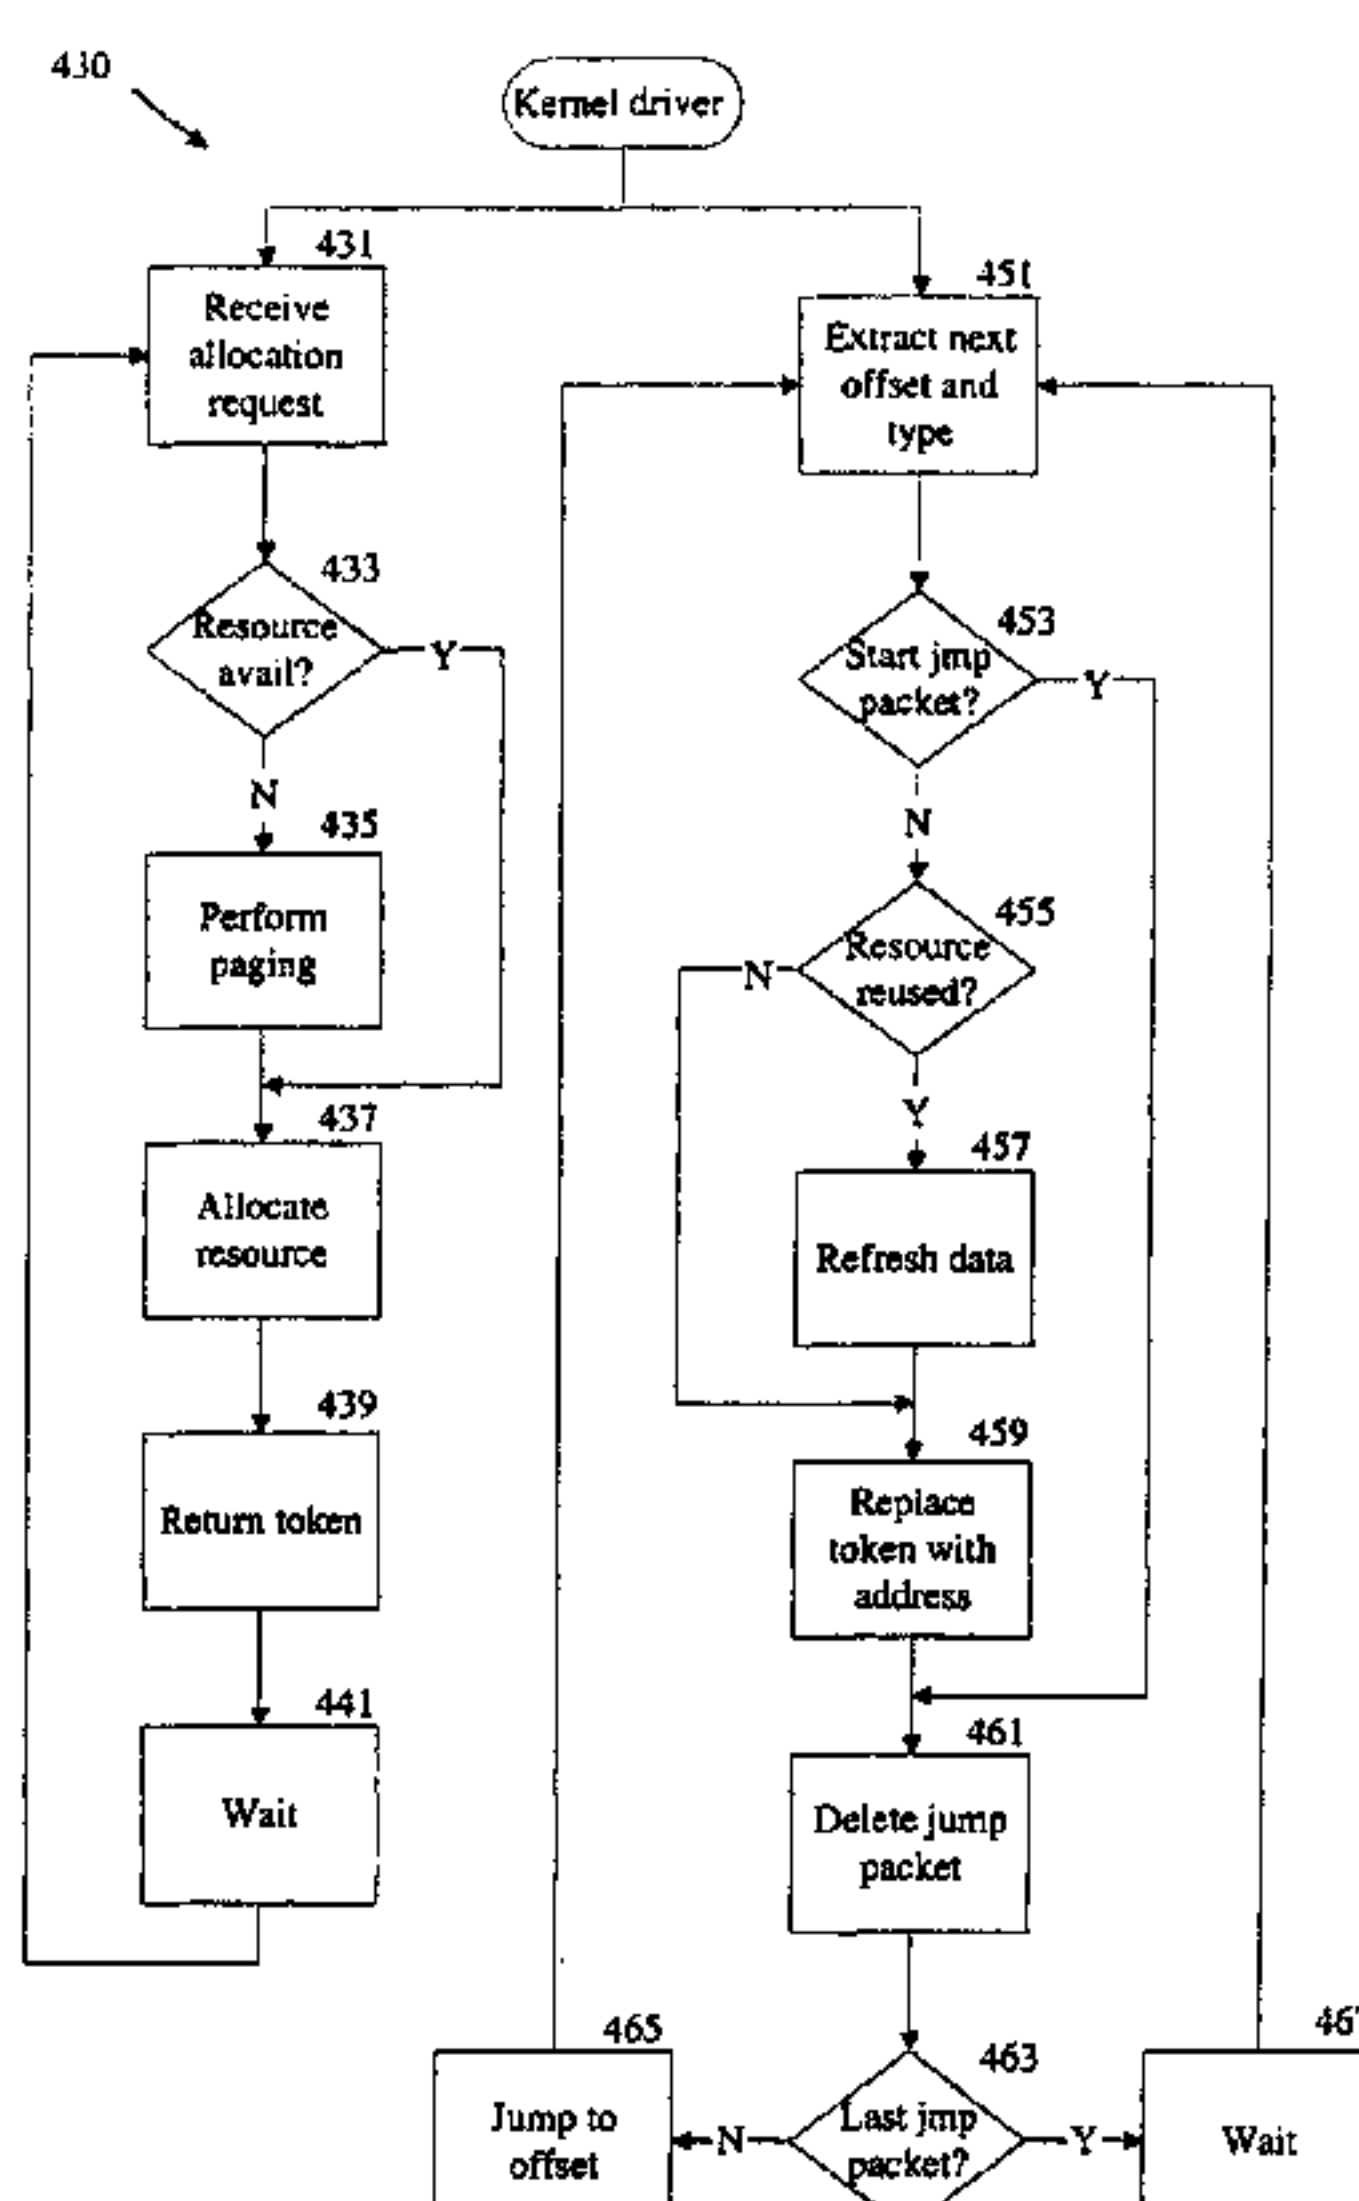 430
Kernel driver
431
Receive
allocation
request
433
Resource
avail?
Y
N
435
Perform
paging
437
Allocate
resource
439
Return token
441
Wait
451
Extract next
offset and
type
453
Start jmp
packet?
Y
N
455
Resource
reused?
N
Y
457
Refresh data
459
Replace
token with
address
461
Delete jump
packet
463
Last jmp
packet?
N
Y
465
Jump to
offset
Wait